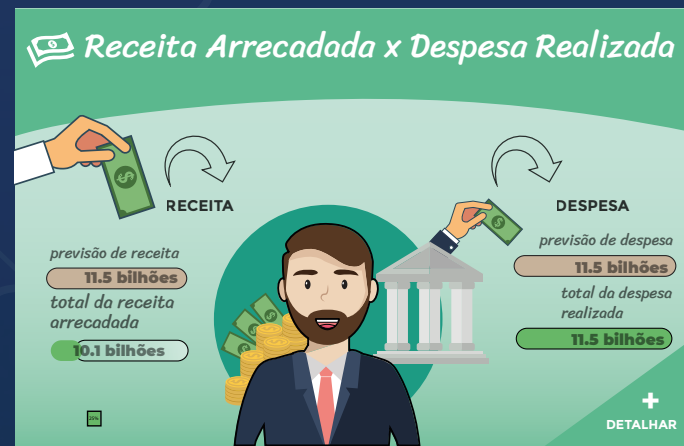 Receita Arrecadada x Despesa Realizada
RECEITA
previsão de receita
11.5 bilhões
total da receita
arrecadada
10.1 bilhões
DESPESA
previsão de despesa
11.5 bilhões
total da despesa
realizada
11.5 bilhões
+
DETALHAR